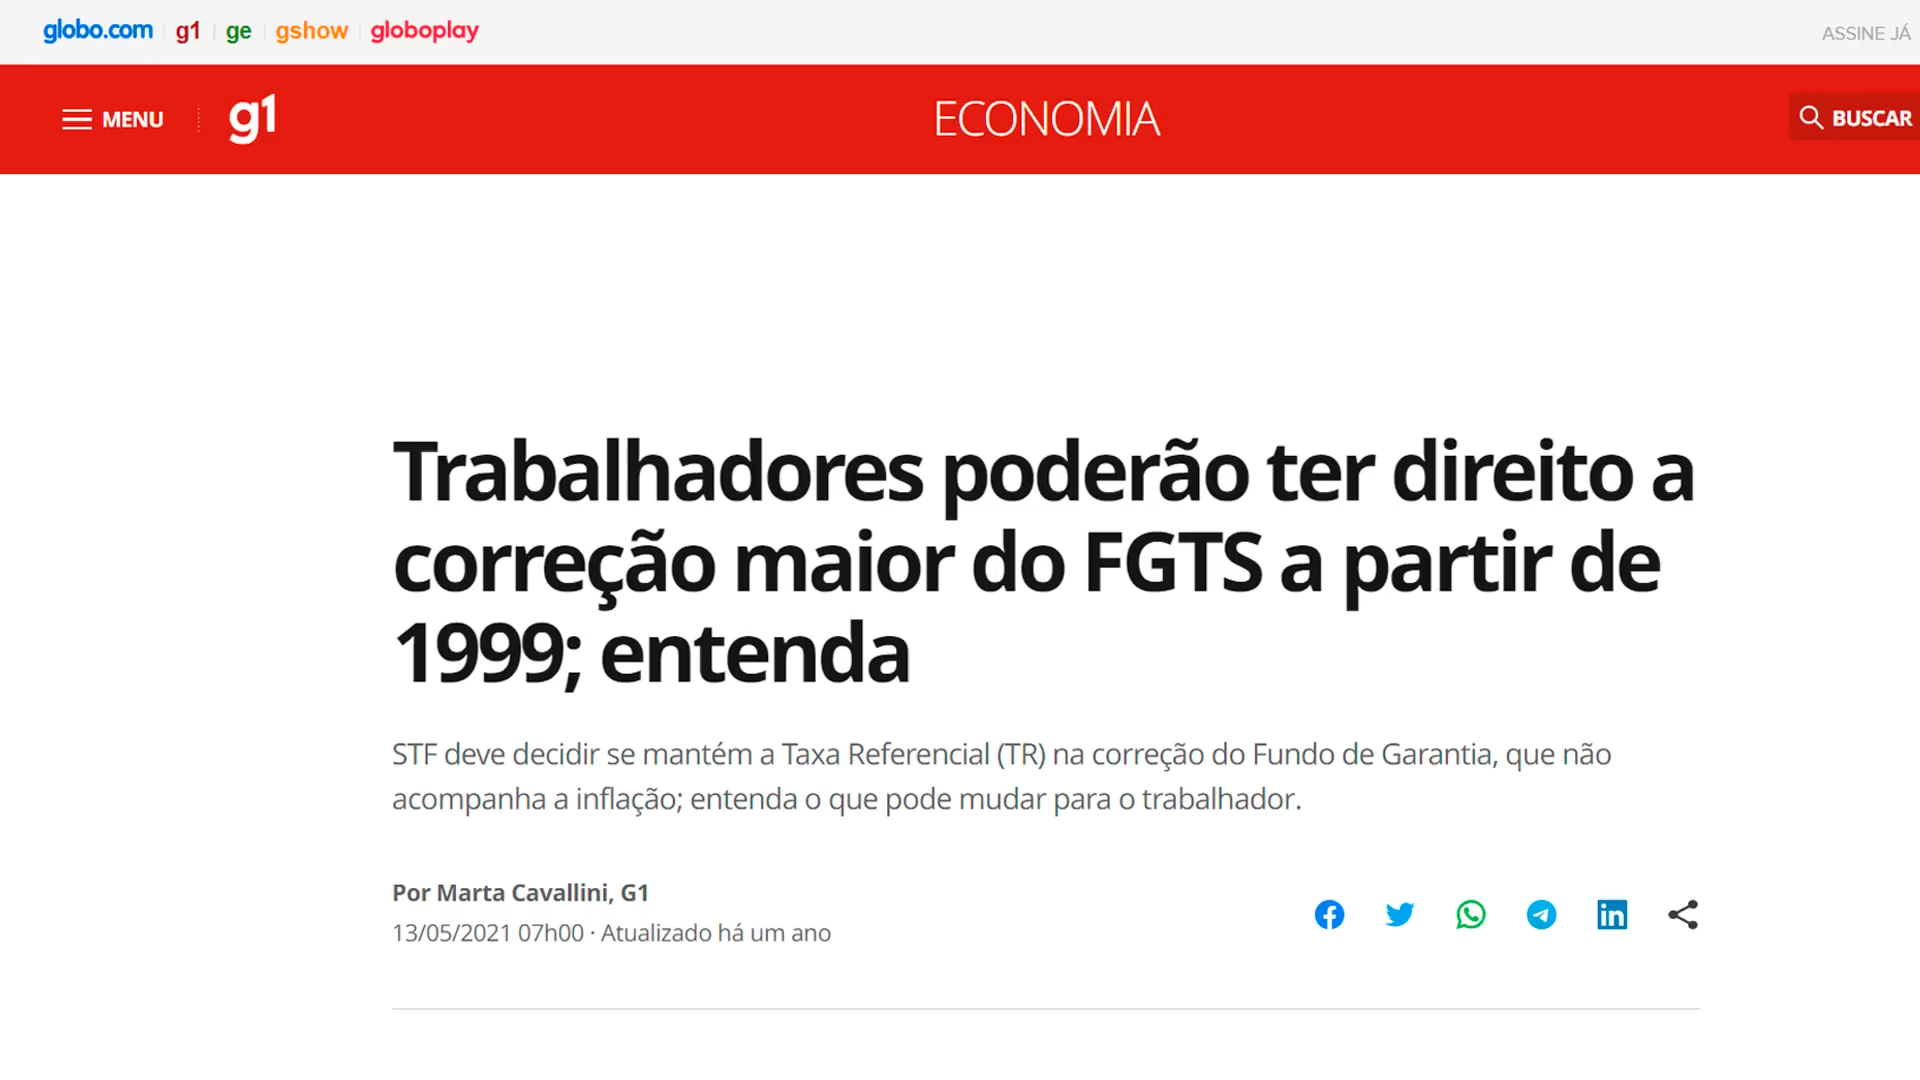 globo.com g1 ge gshow globoplay ASSINE JÁ
MENU g1 ECONOMIA BUSCAR
Trabalhadores poderão ter direito a
correção maior do FGTS a partir de
1999; entenda
STF deve decidir se mantém a Taxa Referencial (TR) na correção do Fundo de Garantia, que não
acompanha a inflação; entenda o que pode mudar para o trabalhador.
Por Marta Cavallini, G1
13/05/2021 07h00 · Atualizado há um ano